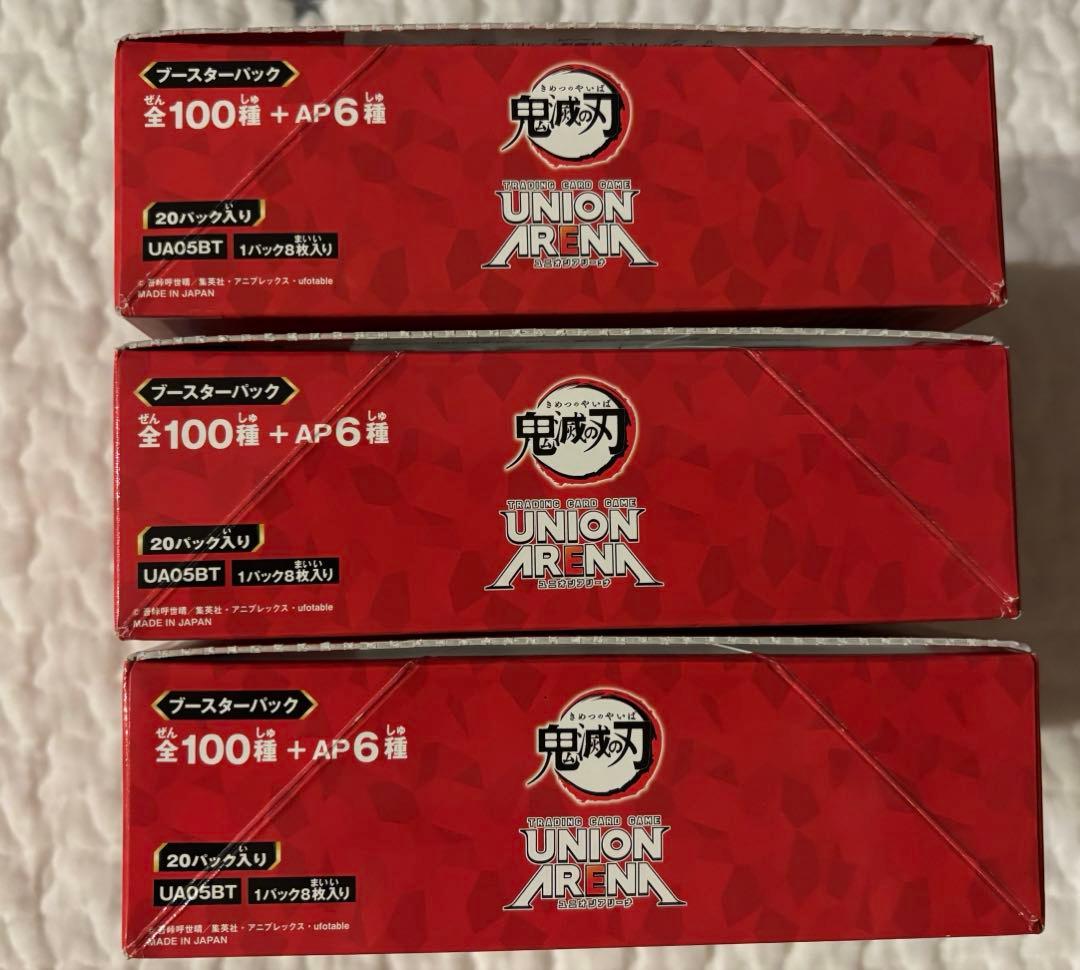 ブースターパック
ぜん しゅ しゅ
全100種 + AP6種
きめつのやいば
鬼滅の刃
TRADING CARD GAME
UNION
ARENA
ユニオンアリーナ
い
20パック入り
まいい
UA05BT 1パック8枚入り
© 吾峠呼世晴／集英社・アニプレックス・ufotable
MADE IN JAPAN
ブースターパック
ぜん しゅ しゅ
全100種 + AP6種
きめつのやいば
鬼滅の刃
TRADING CARD GAME
UNION
ARENA
ユニオンアリーナ
い
20パック入り
まいい
UA05BT 1パック8枚入り
© 吾峠呼世晴／集英社・アニプレックス・ufotable
MADE IN JAPAN
ブースターパック
ぜん しゅ しゅ
全100種 + AP6種
きめつのやいば
鬼滅の刃
TRADING CARD GAME
UNION
ARENA
ユニオンアリーナ
い
20パック入り
まいい
UA05BT 1パック8枚入り
© 吾峠呼世晴／集英社・アニプレックス・ufotable
MADE IN JAPAN